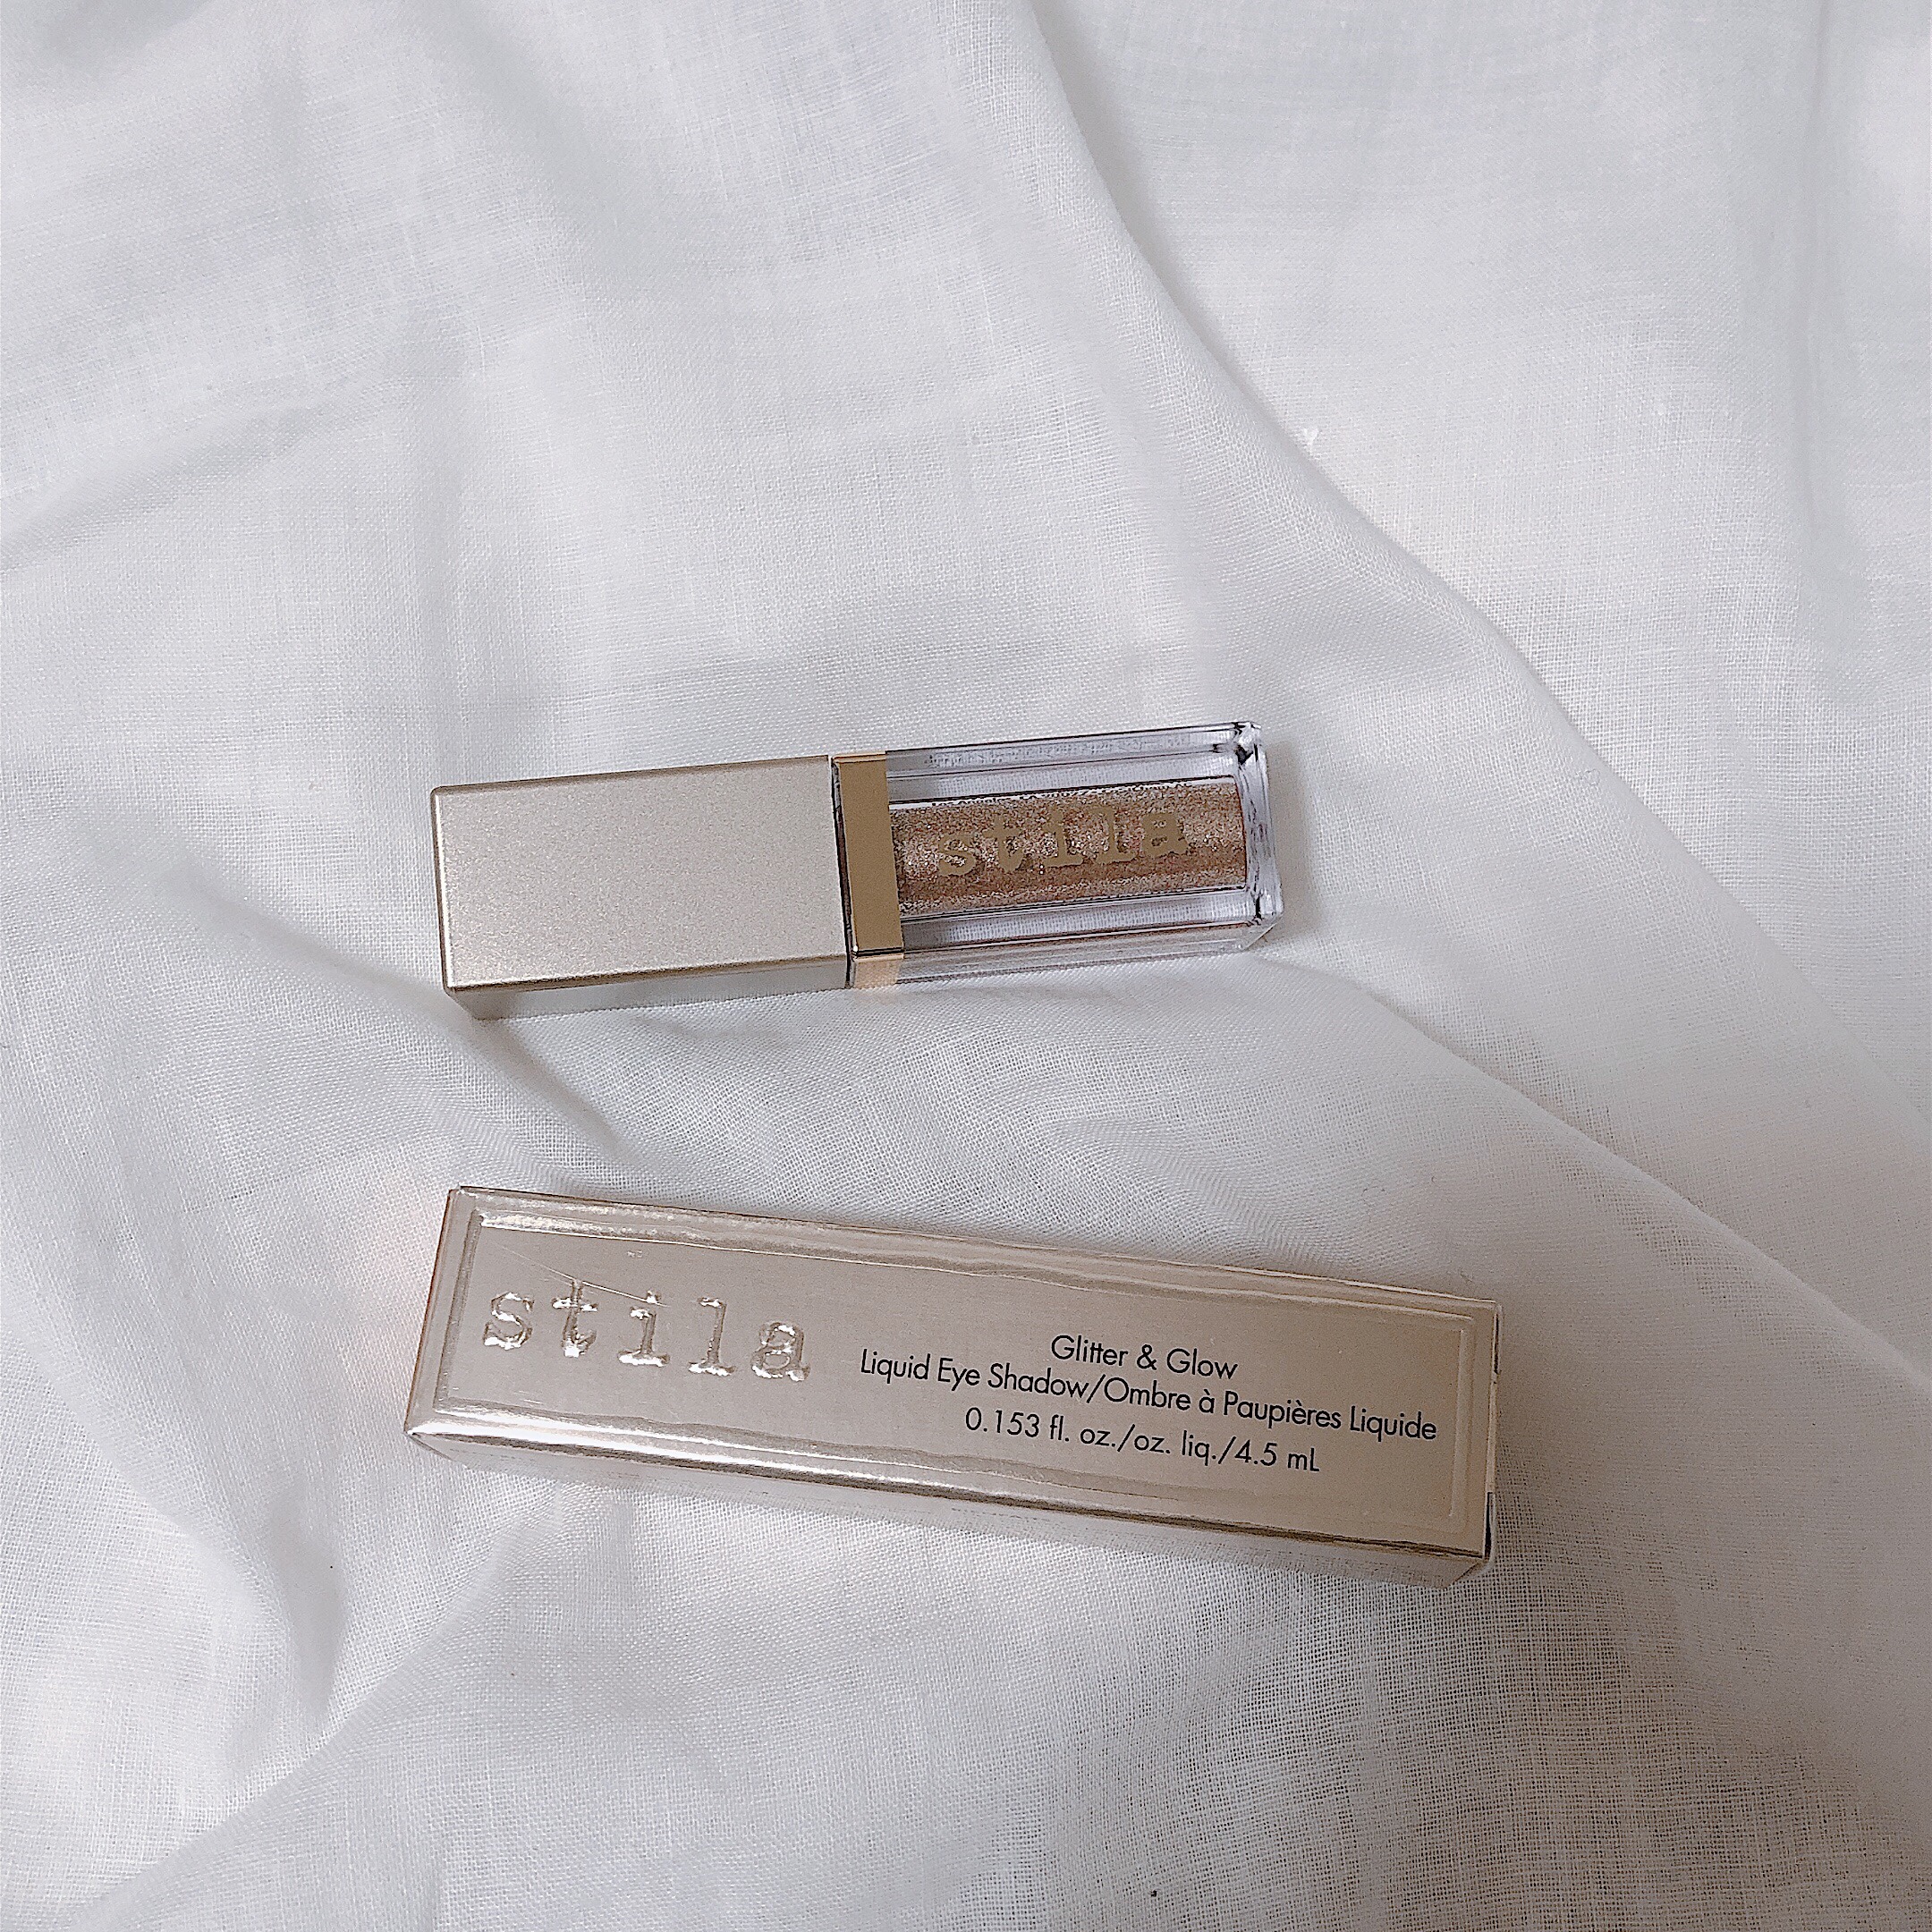 stila
stila
Glitter & Glow
Liquid Eye Shadow/Ombre à Paupières Liquide
0.153 fl. oz./oz. liq./4.5 mL